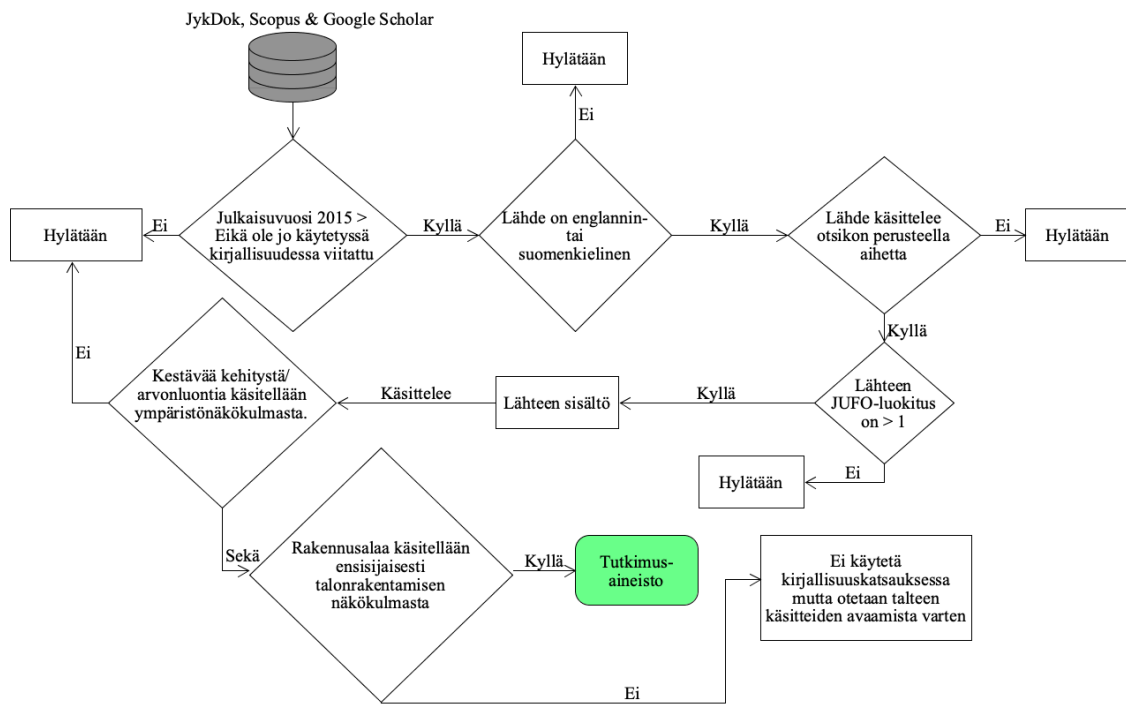 JykDok, Scopus & Google Scholar
Hylätään
Ei
Julkaisuvuosi 2015 >
Eikä ole jo käytetyssä
kirjallisuudessa viitattu
Ei
Hylätään
Kyllä
Lähde on englannin-
tai
suomenkielinen
Kyllä
Lähde käsittelee
otsikon perusteella
aihetta
Ei
Hylätään
Kyllä
Lähteen
JUFO-luokitus
on > 1
Ei
Hylätään
Kyllä
Lähteen sisältö
Käsittelee
Kestävää kehitystä/
arvonluontia käsitellään
ympäristönäkökulmasta.
Ei
Sekä
Rakennusalaa käsitellään
ensisijaisesti
talonrakentamisen
näkökulmasta
Kyllä
Tutkimus-
aineisto
Ei
Ei käytetä
kirjallisuuskatsauksessa
mutta otetaan talteen
käsitteiden avaamista varten